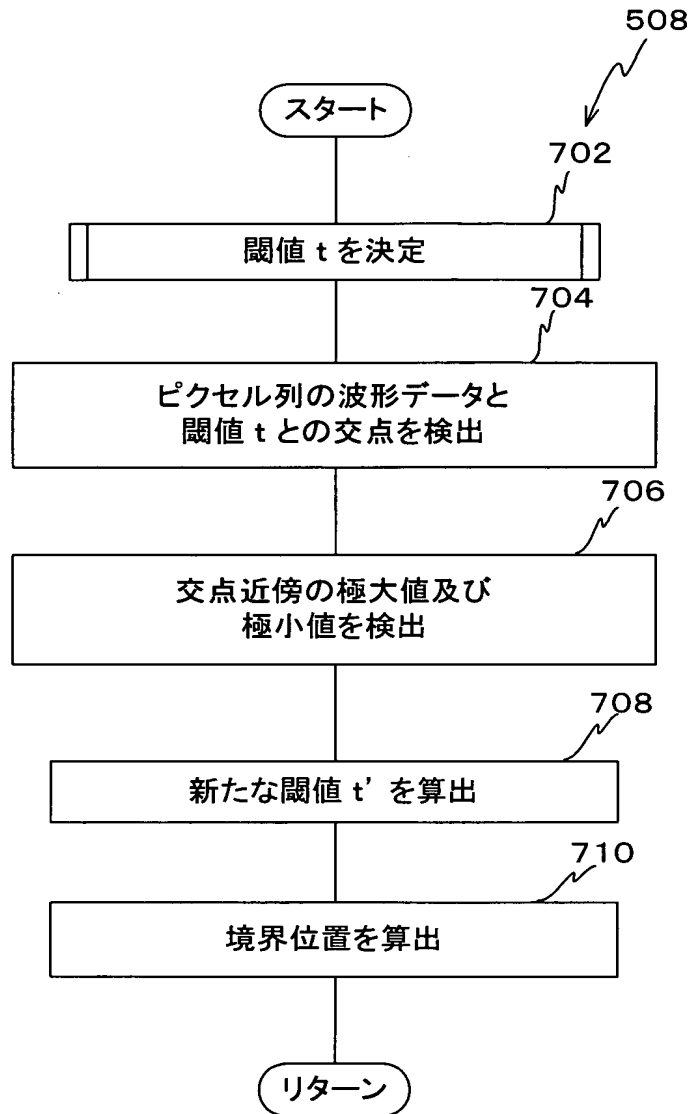 508
スタート
702
閾値 t を決定
704
ピクセル列の波形データと
閾値 t との交点を検出
706
交点近傍の極大値及び
極小値を検出
708
新たな閾値 t’ を算出
710
境界位置を算出
リターン